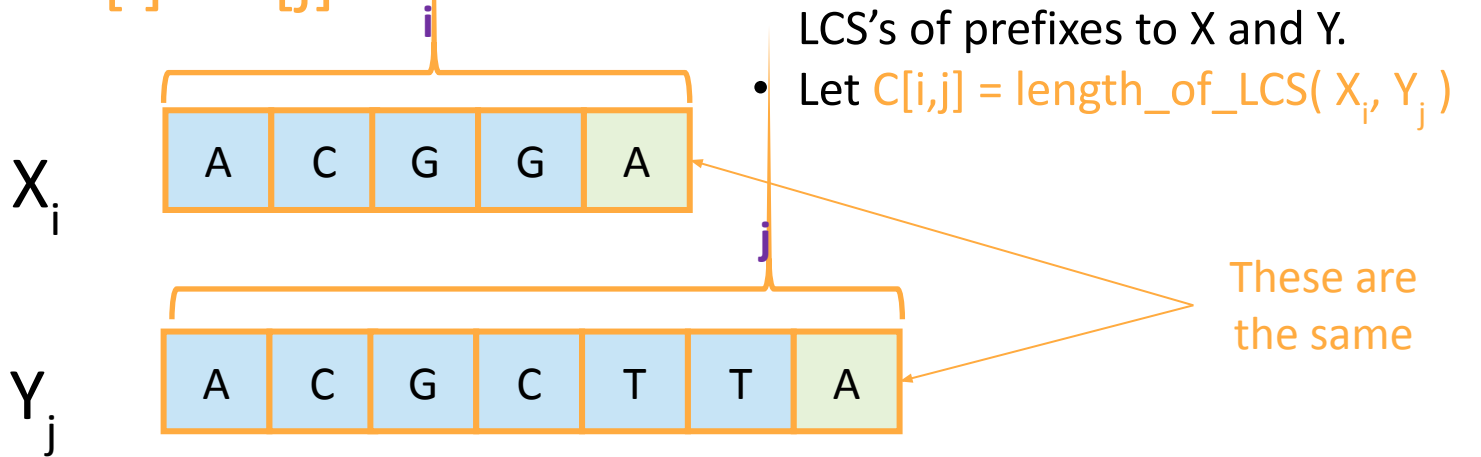 i
LCS's of prefixes to X and Y.
• Let C[i,j] = length_of_LCS( Xi, Yj )
Xi
A C G G A
j
These are
the same
Yj
A C G C T T A